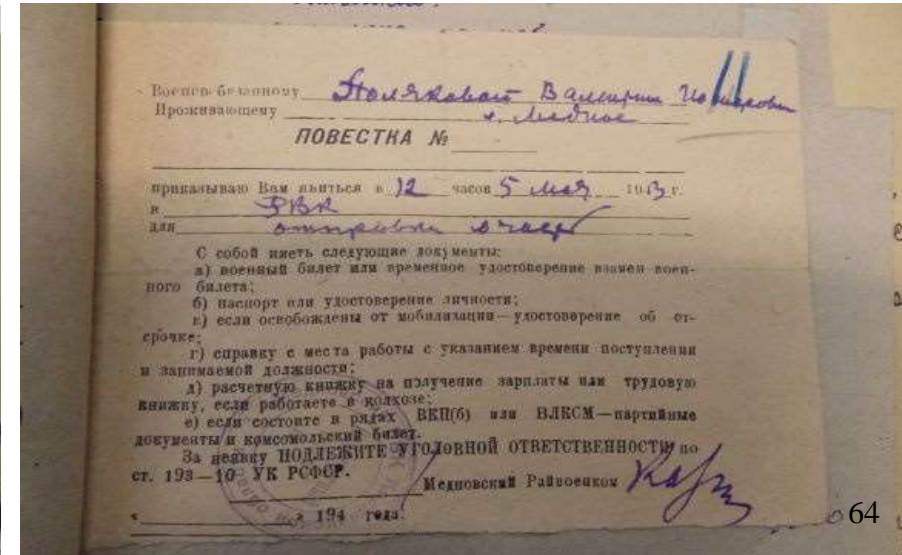 Военно-обязанному Поляковой Валентин
Проживающему с. Медное
ПОВЕСТКА №
приказываю Вам явиться в 12 часов 5 мая 1943 г.
в РВК
для отправки в часть
С собой иметь следующие документы:
а) военный билет или временное удостоверение взамен воен-
ного билета;
б) паспорт или удостоверение личности;
в) если освобождены от мобилизации—удостоверение об от-
срочке;
г) справку с места работы с указанием времени поступления
и занимаемой должности;
д) расчетную книжку на получение зарплаты или трудовую
книжку, если работаете в колхозе;
е) если состоите в рядах ВКП(б) или ВЛКСМ—партийные
документы и комсомольский билет.
За неявку ПОДЛЕЖИТЕ УГОЛОВНОЙ ОТВЕТСТВЕННОСТИ по
ст. 193—10 УК РСФСР.
Медновский Райвоенком
« » 194 года.
64